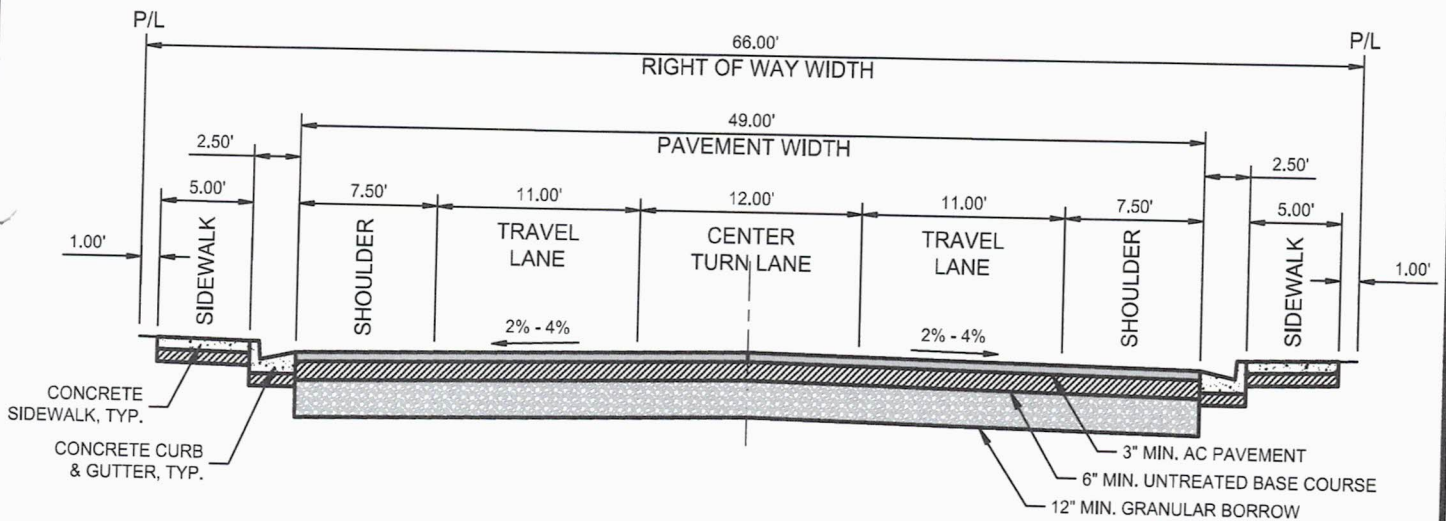 P/L
P/L
66.00'
RIGHT OF WAY WIDTH
49.00'
PAVEMENT WIDTH
2.50'
2.50'
5.00'
7.50'
11.00'
12.00'
11.00'
7.50'
5.00'
1.00'
SIDEWALK
SHOULDER
TRAVEL
LANE
CENTER
TURN LANE
TRAVEL
LANE
SHOULDER
SIDEWALK
1.00'
2% - 4%
2% - 4%
CONCRETE
SIDEWALK, TYP.
CONCRETE CURB
& GUTTER, TYP.
3" MIN. AC PAVEMENT
6" MIN. UNTREATED BASE COURSE
12" MIN. GRANULAR BORROW